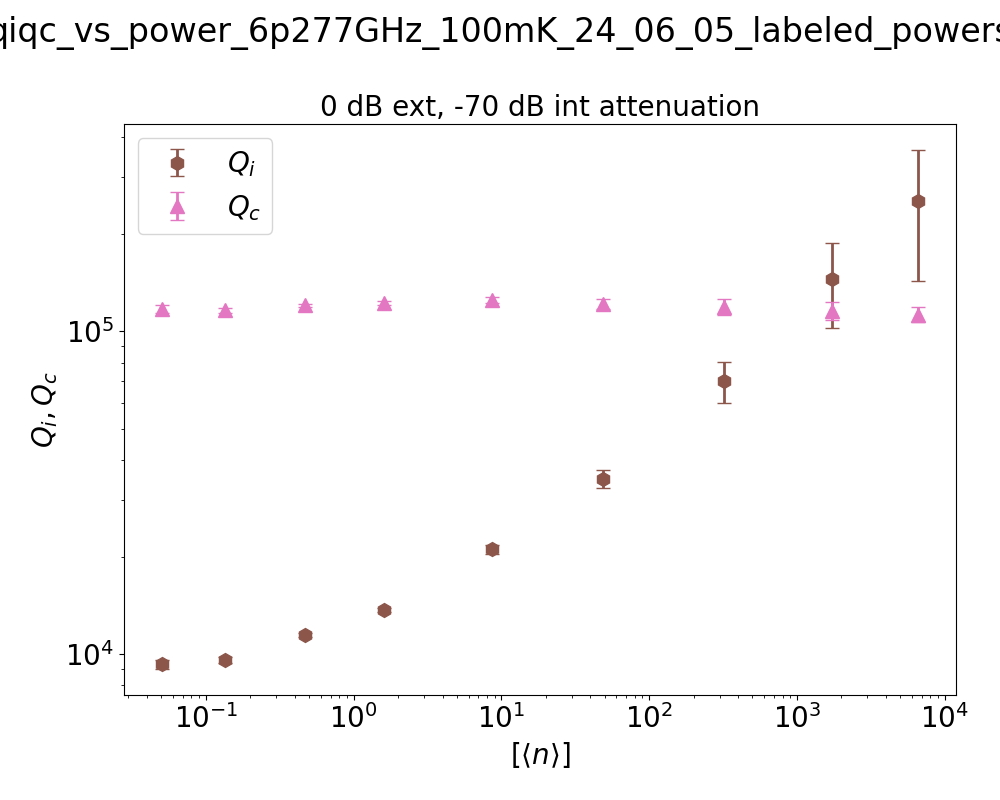 qiqc_vs_power_6p277GHz_100mK_24_06_05_labeled_powers
0 dB ext, -70 dB int attenuation
Q_i
Q_c
10^5
10^4
Q_i, Q_c
10^{-1} 10^0 10^1 10^2 10^3 10^4
[⟨n⟩]